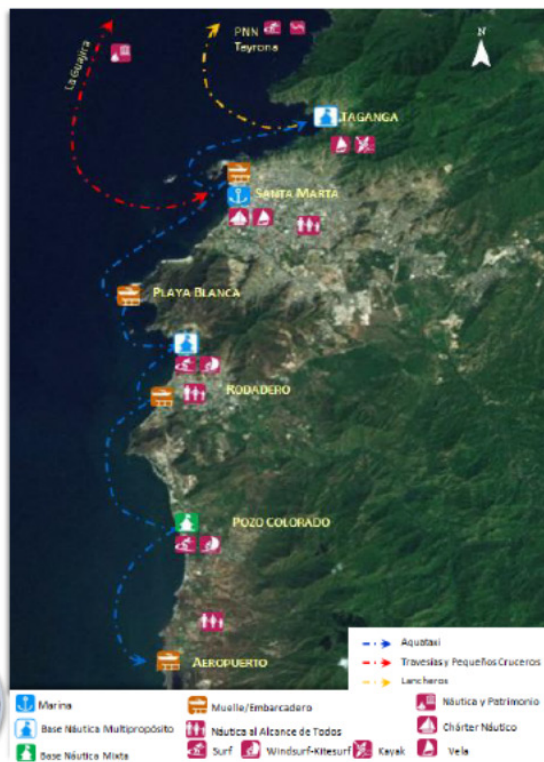 PNN
Tayrona
N
La Guajira
TAGANGA
SANTA MARTA
PLAYA BLANCA
RODADERO
POZO COLORADO
AEROPUERTO
Aquataxi
Travesías y Pequeños Cruceros
Lancheros
Marina
Muelle/Embarcadero
Náutica y Patrimonio
Base Náutica Multipropósito
Náutica al Alcance de Todos
Chárter Náutico
Base Náutica Mixta
Surf
Windsurf-Kitesurf
Kayak
Vela